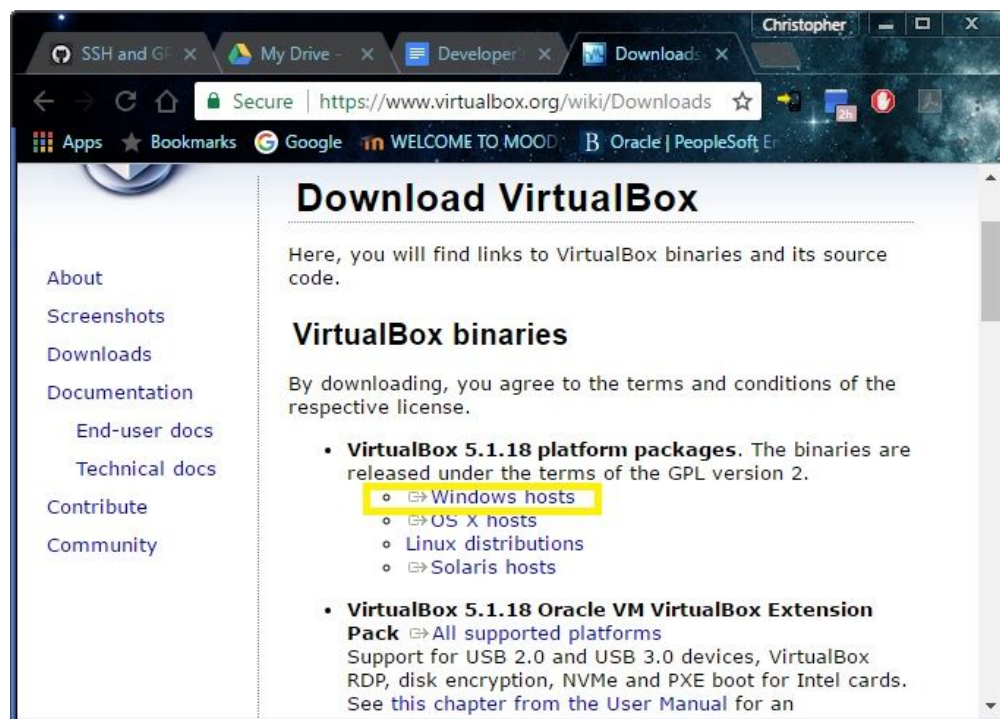 Christopher
SSH and GP
My Drive -
Developer'
Downloads
Secure https://www.virtualbox.org/wiki/Downloads
2h
Apps Bookmarks Google WELCOME TO MOOD Oracle | PeopleSoft En
Download VirtualBox
Here, you will find links to VirtualBox binaries and its source
code.
About
Screenshots
Downloads
Documentation
End-user docs
Technical docs
Contribute
Community
VirtualBox binaries
By downloading, you agree to the terms and conditions of the
respective license.
• VirtualBox 5.1.18 platform packages. The binaries are
released under the terms of the GPL version 2.
Windows hosts
OS X hosts
Linux distributions
Solaris hosts
• VirtualBox 5.1.18 Oracle VM VirtualBox Extension
Pack All supported platforms
Support for USB 2.0 and USB 3.0 devices, VirtualBox
RDP, disk encryption, NVMe and PXE boot for Intel cards.
See this chapter from the User Manual for an